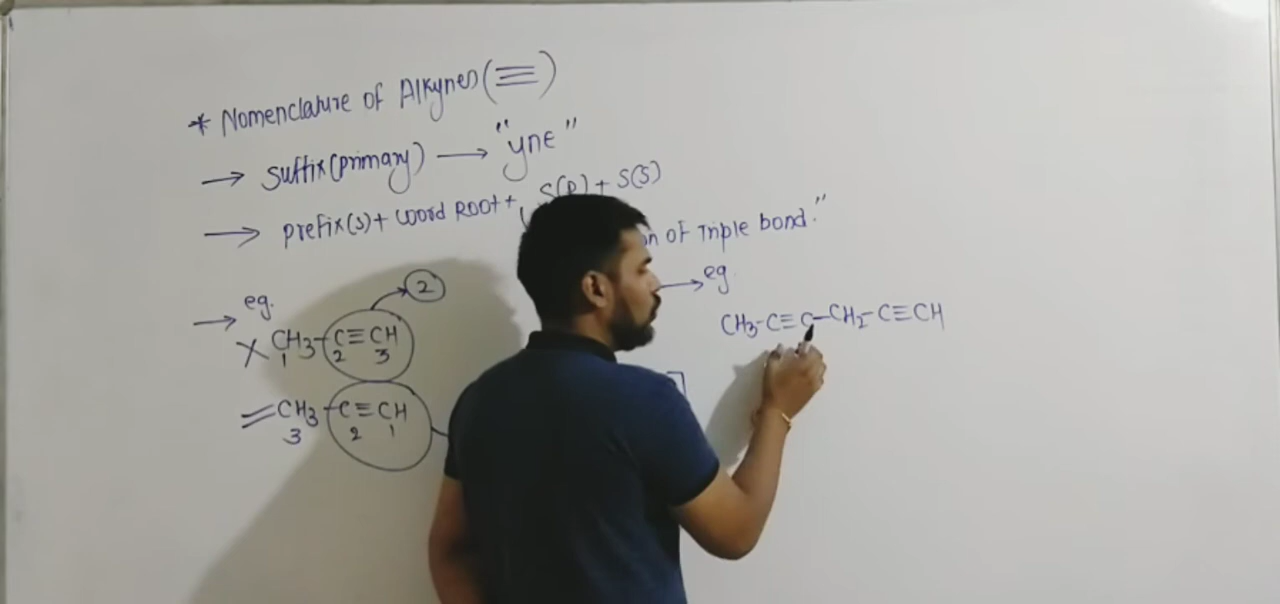 * Nomenclature of Alkynes (≡)
→ suffix (primary) → "yne"
→ prefix(s) + word Root + S(P) + S(S)
of Triple bond."
→ eg.
② 
X CH3-C≡CH
1 2 3
CH3-C≡CH
3 2 1
→ eg.
CH3-C≡C-CH2-C≡CH